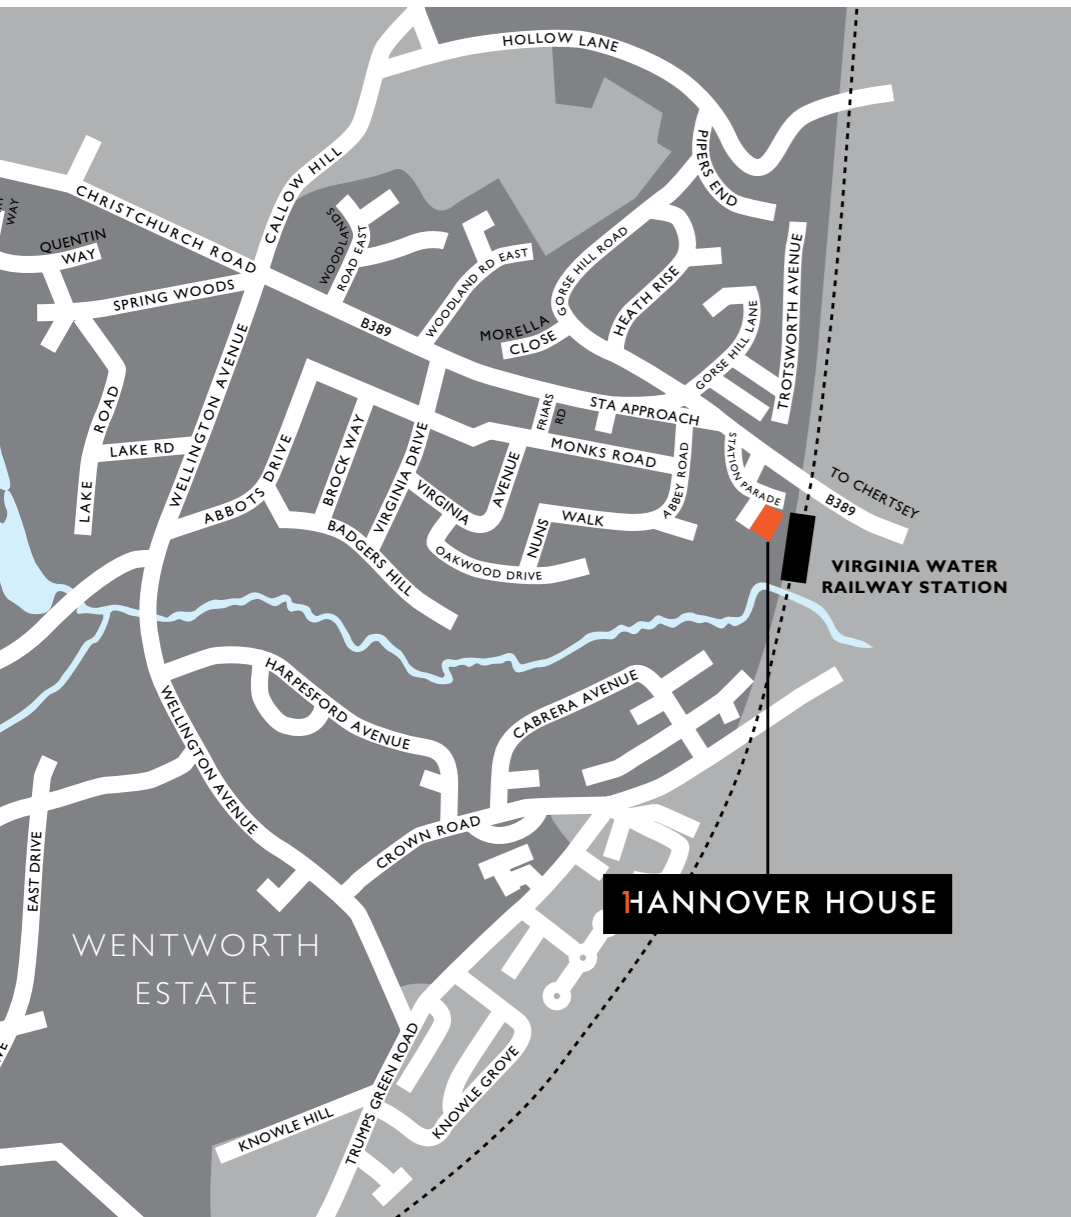 HOLLOW LANE
PIPERS END
CALLOW HILL
CHRISTCHURCH ROAD
WAY
QUENTIN
WAY
SPRING WOODS
WOODLANDS
ROAD EAST
WOODLAND RD EAST
GORSE HILL ROAD
HEATH RISE
TROTSWORTH AVENUE
B389
MORELLA
CLOSE
GORSE HILL LANE
WELLINGTON AVENUE
LAKE
ROAD
LAKE RD
ABBOTS DRIVE
BROCK WAY
VIRGINIA DRIVE
BADGERS HILL
VIRGINIA
AVENUE
FRIARS
RD
STA APPROACH
MONKS ROAD
ABBEY ROAD
STATION PARADE
NUNS
WALK
OAKWOOD DRIVE
TO CHERTSEY
B389
VIRGINIA WATER
RAILWAY STATION
HARPESFORD AVENUE
CABRERA AVENUE
WELLINGTON AVENUE
CROWN ROAD
EAST DRIVE
1HANNOVER HOUSE
WENTWORTH
ESTATE
TRUMPS GREEN ROAD
KNOWLE GROVE
KNOWLE HILL